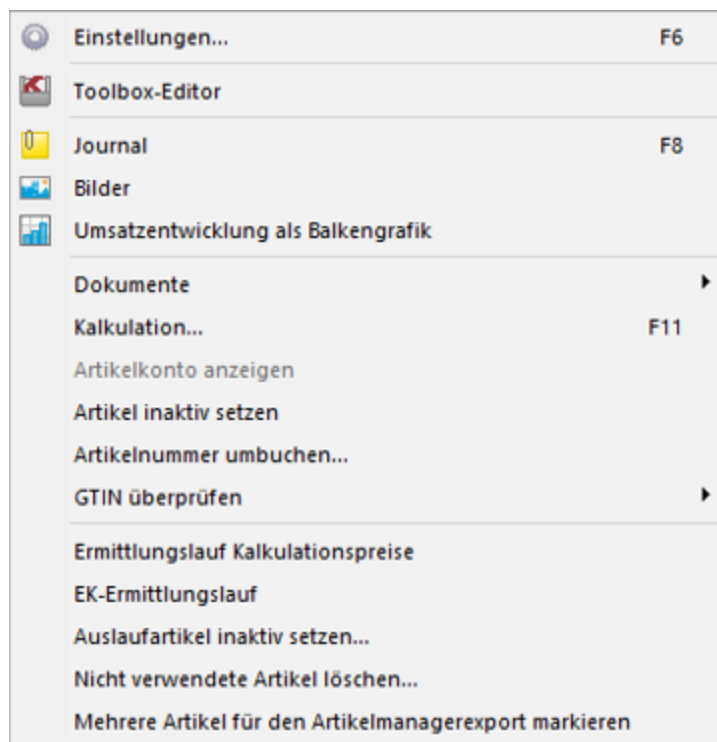 Einstellungen... F6
Toolbox-Editor
Journal F8
Bilder
Umsatzentwicklung als Balkengrafik
Dokumente
Kalkulation... F11
Artikelkonto anzeigen
Artikel inaktiv setzen
Artikelnummer umbuchen...
GTIN überprüfen
Ermittlungslauf Kalkulationspreise
EK-Ermittlungslauf
Auslaufartikel inaktiv setzen...
Nicht verwendete Artikel löschen...
Mehrere Artikel für den Artikelmanagerexport markieren